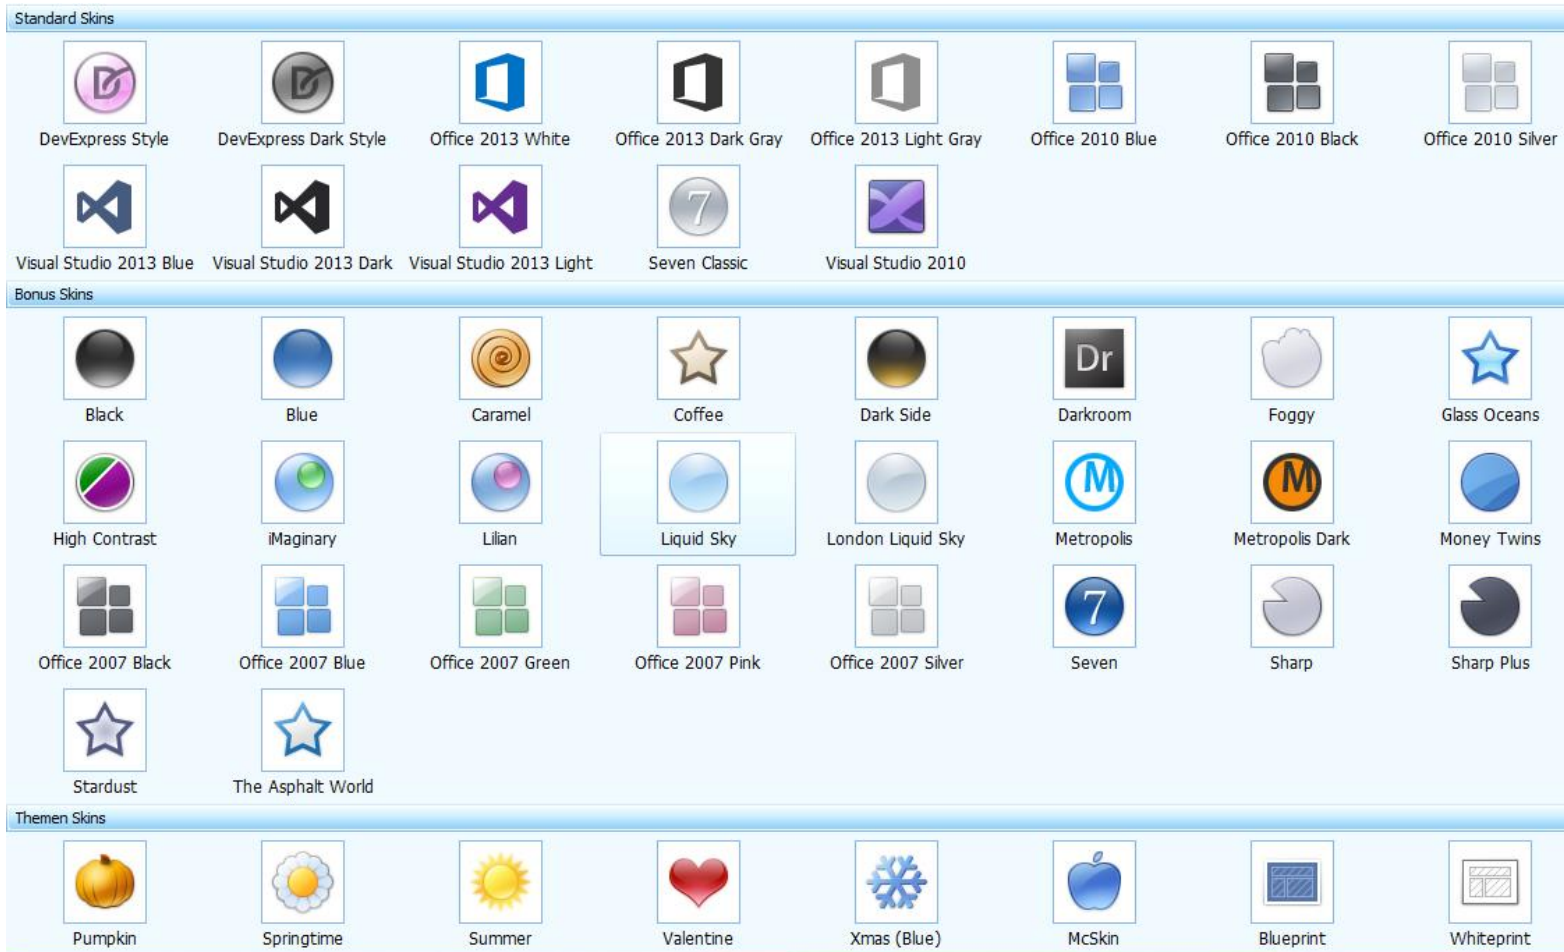 Standard Skins
DevExpress Style DevExpress Dark Style Office 2013 White Office 2013 Dark Gray Office 2013 Light Gray Office 2010 Blue Office 2010 Black Office 2010 Silver
7
Visual Studio 2013 Blue Visual Studio 2013 Dark Visual Studio 2013 Light Seven Classic Visual Studio 2010
Bonus Skins
Dr
Black Blue Caramel Coffee Dark Side Darkroom Foggy Glass Oceans
M M
High Contrast iMaginary Lilian Liquid Sky London Liquid Sky Metropolis Metropolis Dark Money Twins
7
Office 2007 Black Office 2007 Blue Office 2007 Green Office 2007 Pink Office 2007 Silver Seven Sharp Sharp Plus
Stardust The Asphalt World
Themen Skins
Pumpkin Springtime Summer Valentine Xmas (Blue) McSkin Blueprint Whiteprint